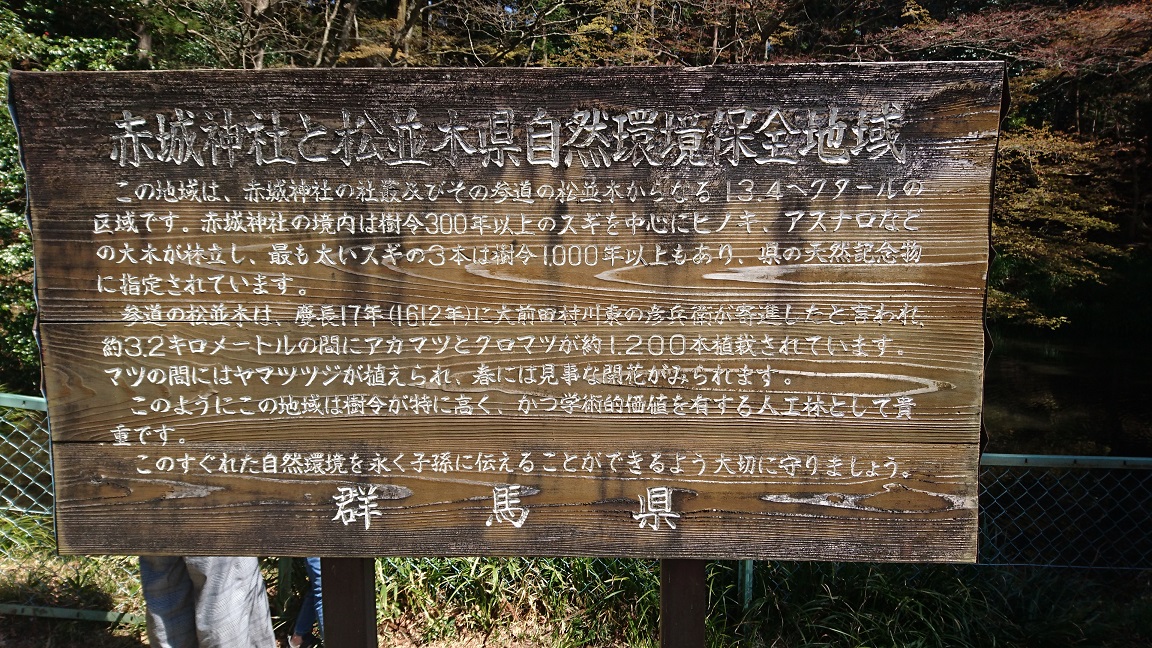 赤城神社と松並木県自然環境保全地域
この地域は、赤城神社の社叢及びその参道の松並木からなる13.4ヘクタールの
区域です。赤城神社の境内は樹令300年以上のスギを中心にヒノキ、アスナロなど
の大木が林立し、最も太いスギの3本は樹令1,000年以上もあり、県の天然記念物
に指定されています。
参道の松並木は、慶長17年(1612年)に大前田村川東の彦兵衛が寄進したと言われ、
約3.2キロメートルの間にアカマツとクロマツが約1,200本植栽されています。
マツの間にはヤマツツジが植えられ、春には見事な開花がみられます。
このようにこの地域は樹令が特に高く、かつ学術的価値を有する人工林として貴
重です。
このすぐれた自然環境を永く子孫に伝えることができるよう大切に守りましょう。
群馬県